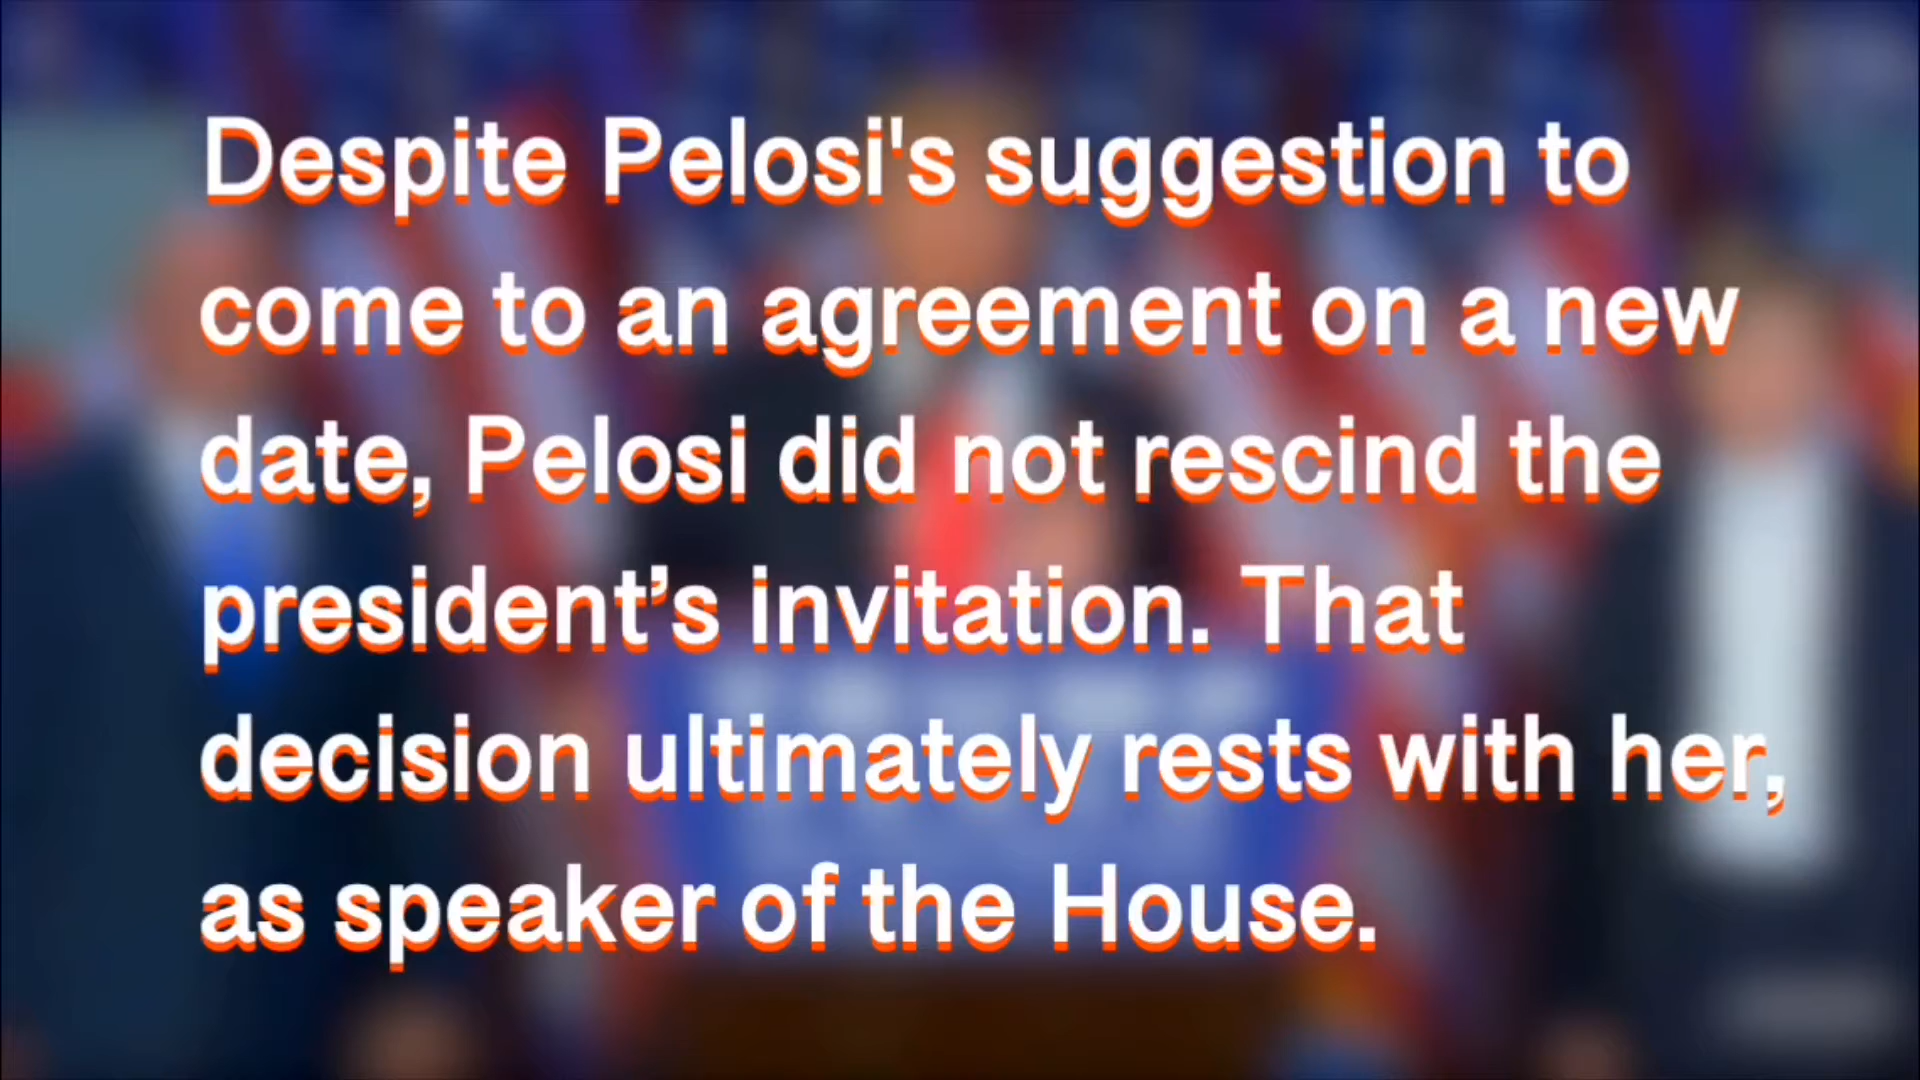 Despite Pelosi's suggestion to
come to an agreement on a new
date, Pelosi did not rescind the
president’s invitation. That
decision ultimately rests with her,
as speaker of the House.